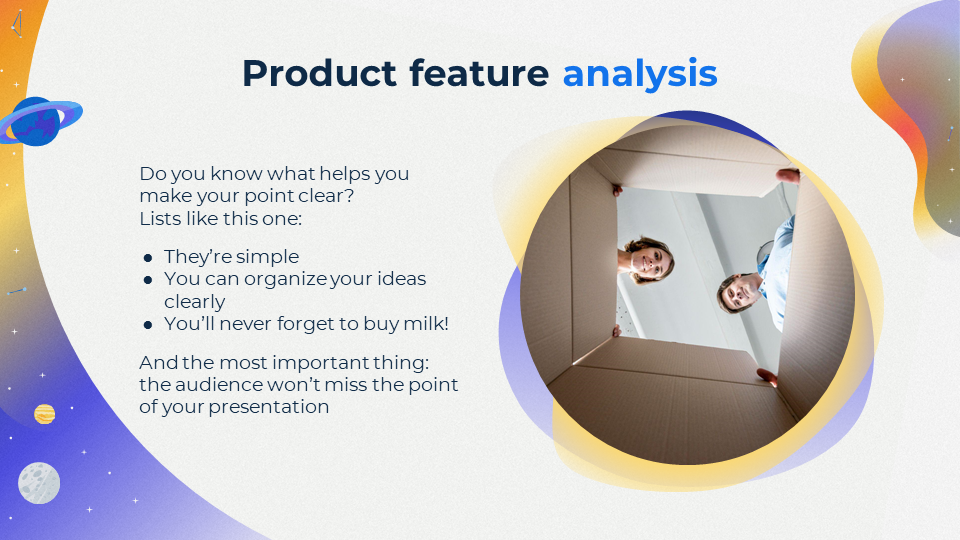 Product feature analysis
Do you know what helps you
make your point clear?
Lists like this one:
● They’re simple
● You can organize your ideas
clearly
● You’ll never forget to buy milk!
And the most important thing:
the audience won’t miss the point
of your presentation